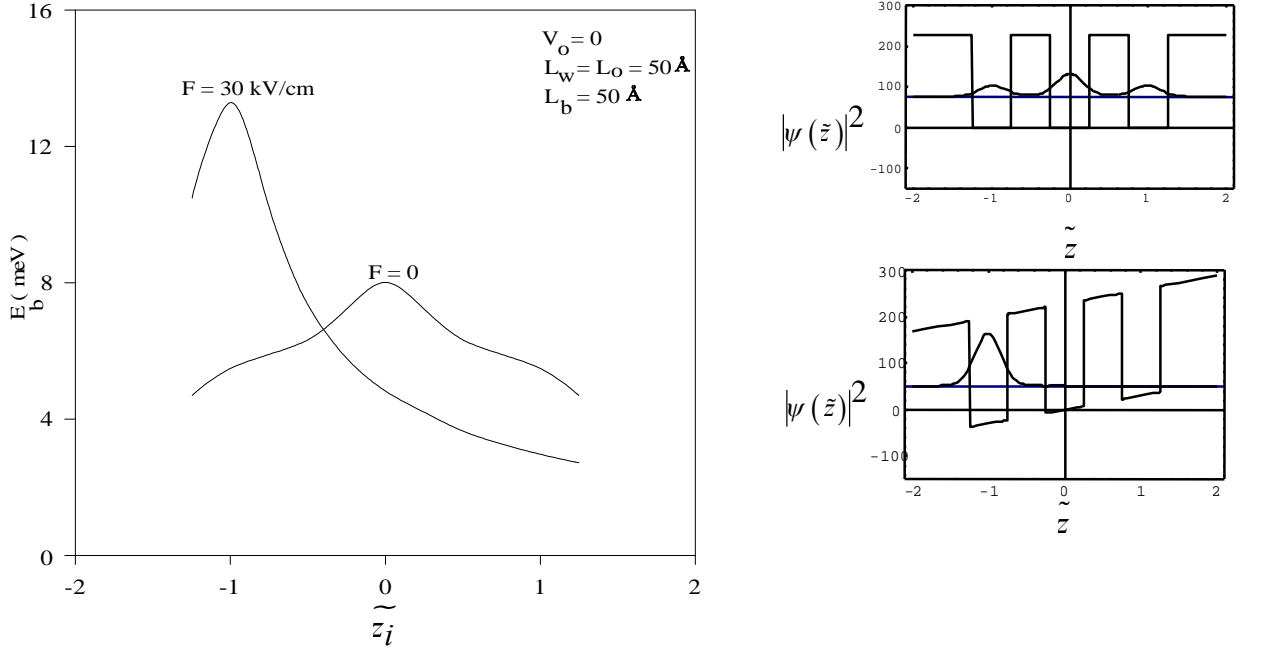 16
12
8
4
0
-2
-1
0
1
2
E_b ( meV )
z̃_i
F = 30 kV/cm
F = 0
V_o = 0
L_w = L_o = 50 Å
L_b = 50 Å
300
200
100
0
-100
-2
-1
0
1
2
|ψ(z̃)|²
z̃
300
200
100
0
-100
-2
-1
0
1
2
|ψ(z̃)|²
z̃